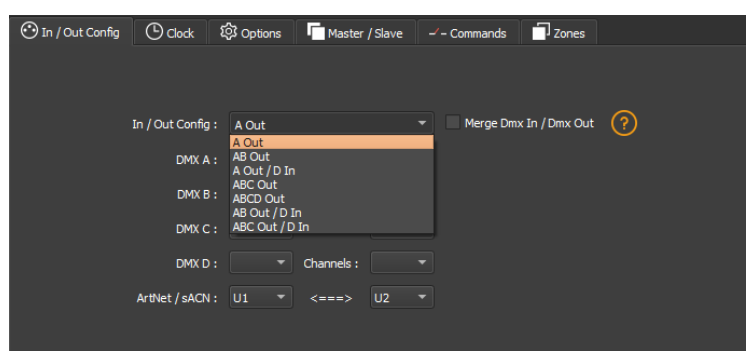 In / Out Config Clock Options Master / Slave Commands Zones
In / Out Config : A Out Merge Dmx In / Dmx Out ?
A Out
DMX A : AB Out
A Out / D In
DMX B : ABC Out
ABCD Out
AB Out / D In
DMX C : ABC Out / D In
DMX D : Channels :
ArtNet / sACN : U1 <===> U2